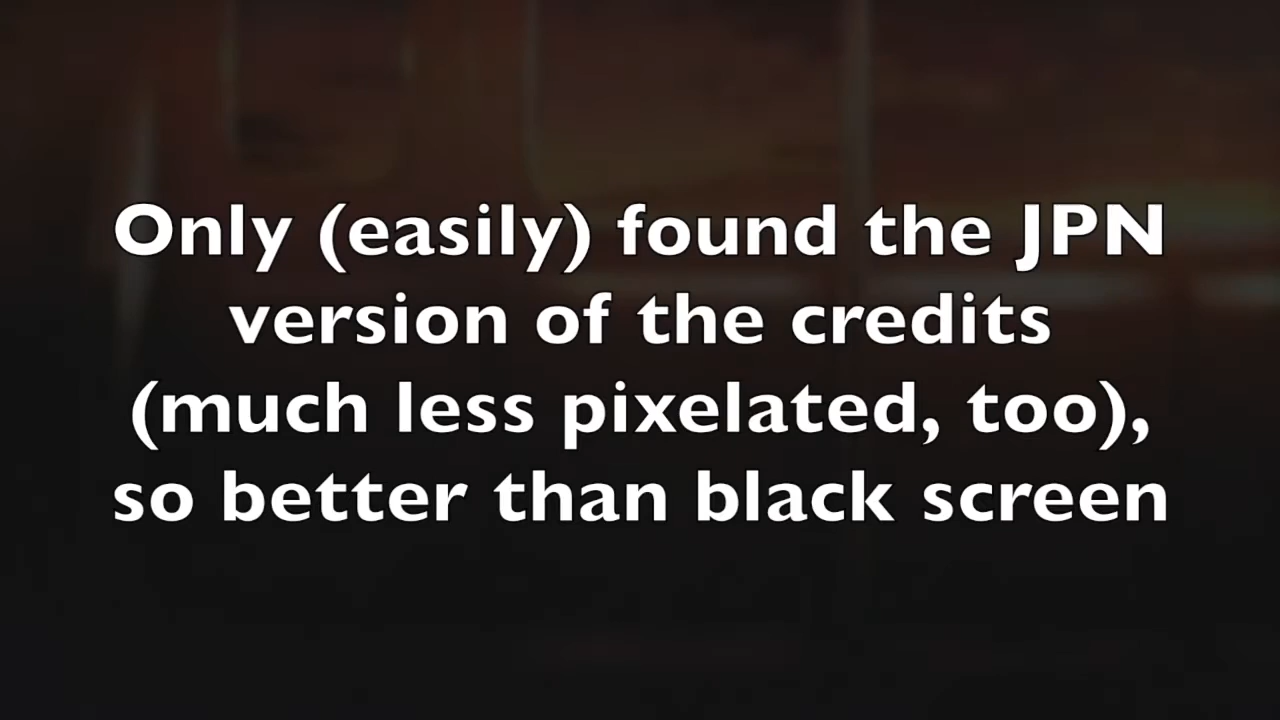 Only (easily) found the JPN
version of the credits
(much less pixelated, too),
so better than black screen